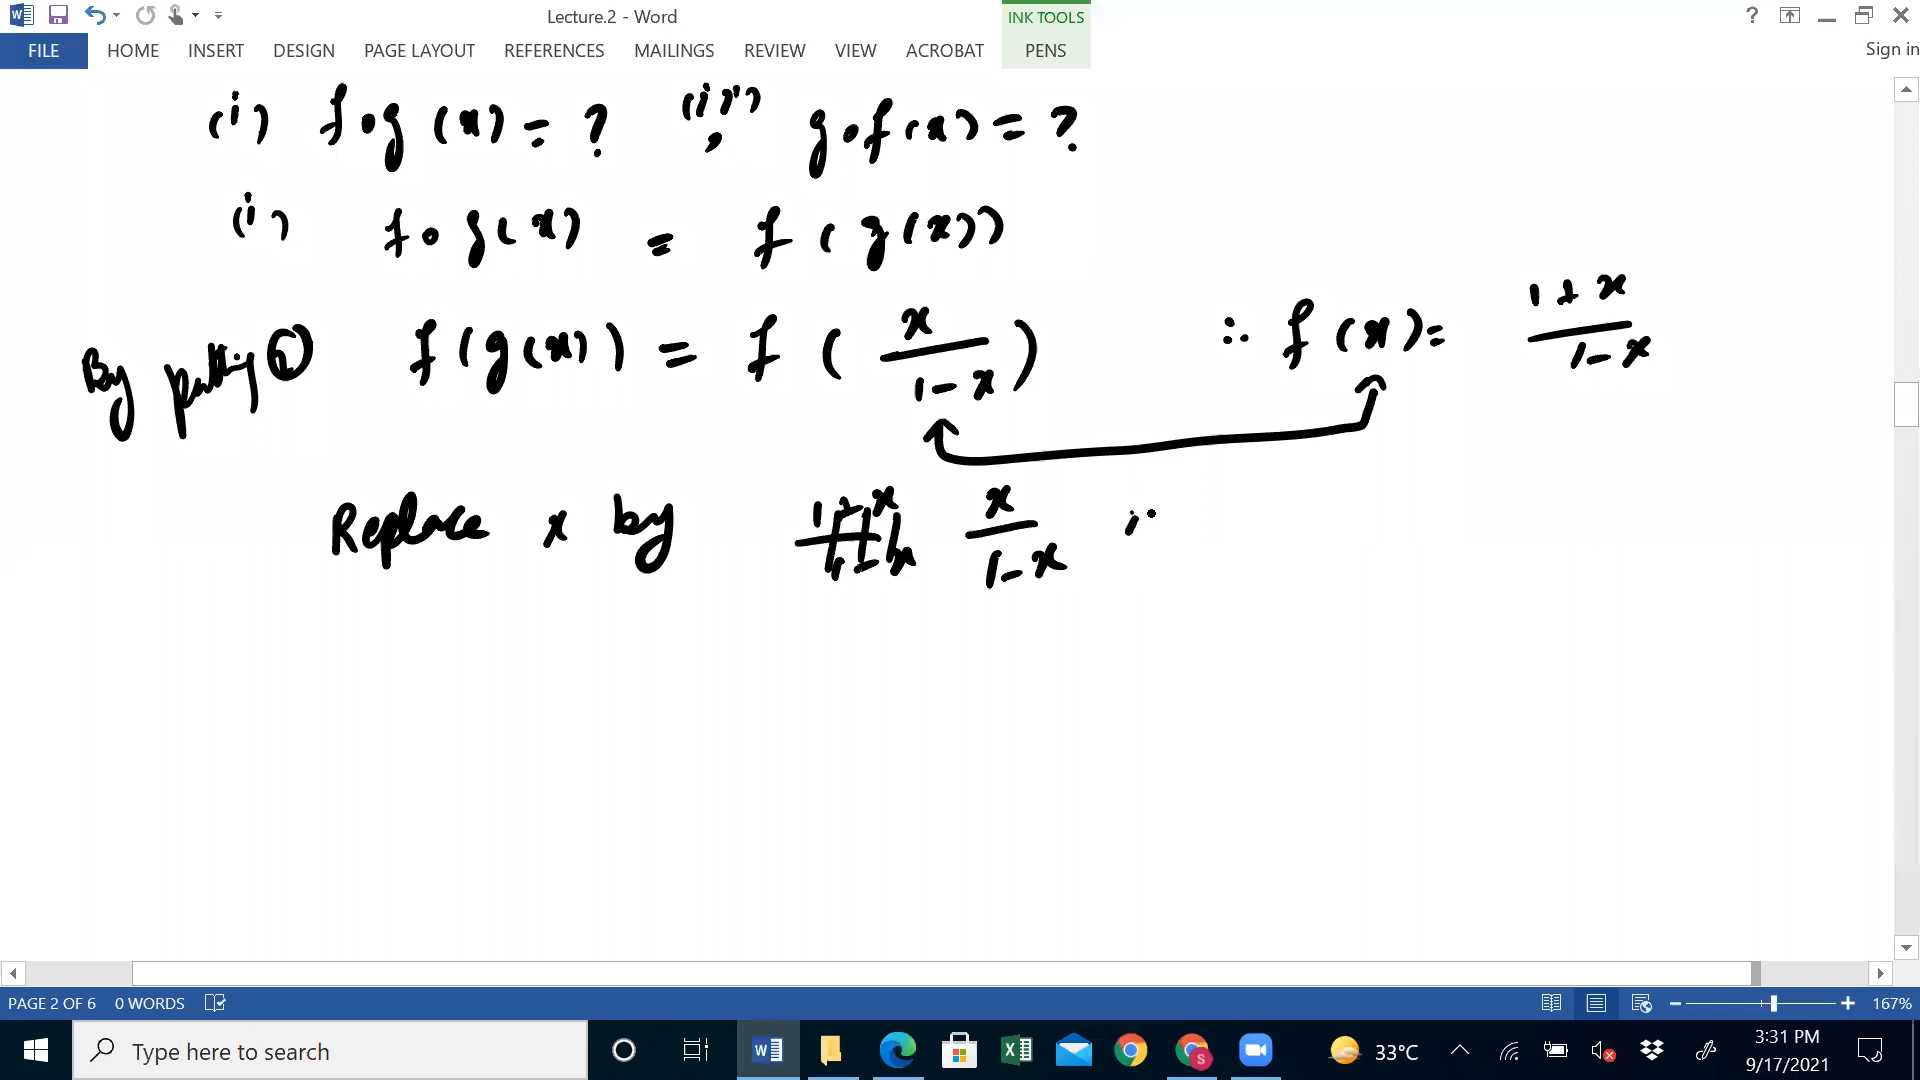 Lecture.2 - Word
INK TOOLS
FILE HOME INSERT DESIGN PAGE LAYOUT REFERENCES MAILINGS REVIEW VIEW ACROBAT PENS
Sign in
(i) fog(x) = ? , (ii) gof(x) = ?
(i) fog(x) = f(g(x))
By putting ① f(g(x)) = f(x/(1-x)) ∴ f(x) = (1+x)/(1-x)
Replace x by x/(1-x)
PAGE 2 OF 6 0 WORDS 167%
Type here to search
33°C
3:31 PM
9/17/2021